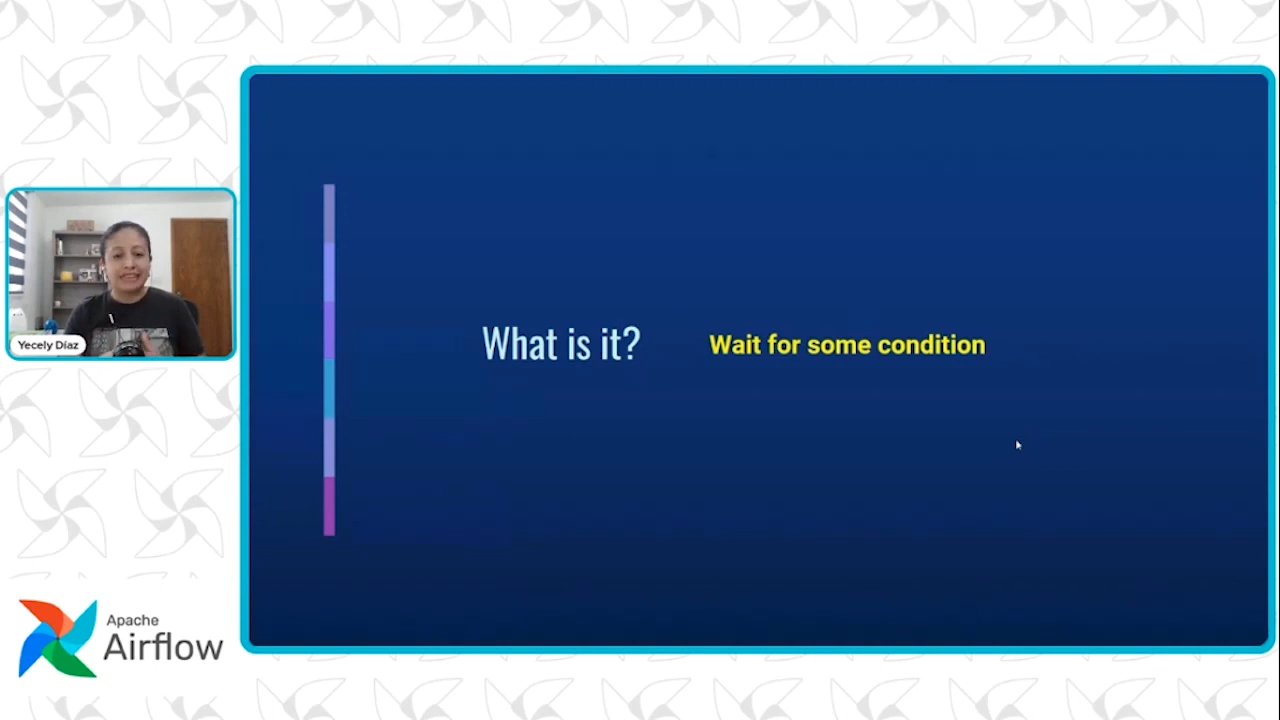 What is it?
Wait for some condition
Yecely Díaz
Apache
Airflow